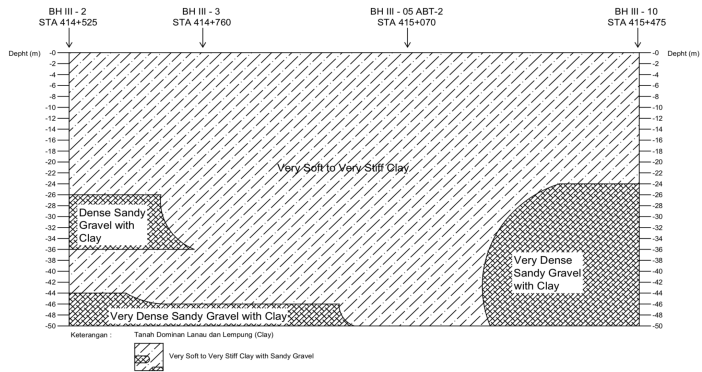 BH III - 2
STA 414+525
BH III - 3
STA 414+760
BH III - 05 ABT-2
STA 415+070
BH III - 10
STA 415+475
Depht (m)
-0
-2
-4
-6
-8
-10
-12
-14
-16
-18
-20
-22
-24
-26
-28
-30
-32
-34
-36
-38
-40
-42
-44
-46
-48
-50
Very Soft to Very Stiff Clay
Dense Sandy
Gravel with
Clay
Very Dense Sandy Gravel with Clay
Very Dense
Sandy Gravel
with Clay
-0
-2
-4
-6
-8
-10
-12
-14
-16
-18
-20
-22
-24
-26
-28
-30
-32
-34
-36
-38
-40
-42
-44
-46
-48
-50
Depht (m)
Keterangan : Tanah Dominan Lanau dan Lempung (Clay)
Very Soft to Very Stiff Clay with Sandy Gravel